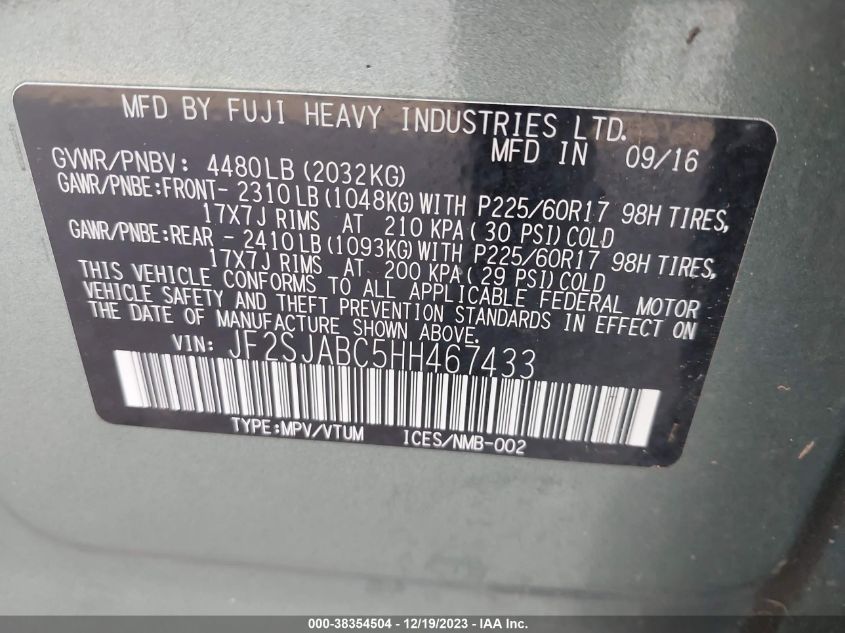 MFD BY FUJI HEAVY INDUSTRIES LTD.
MFD IN 09/16
GVWR/PNBV: 4480LB (2032KG)
GAWR/PNBE:FRONT- 2310LB (1048KG) WITH P225/60R17 98H TIRES,
17X7J RIMS AT 210 KPA (30 PSI) COLD
GAWR/PNBE:REAR - 2410LB (1093KG) WITH P225/60R17 98H TIRES,
17X7J RIMS AT 200 KPA (29 PSI) COLD
THIS VEHICLE CONFORMS TO ALL APPLICABLE FEDERAL MOTOR
VEHICLE SAFETY AND THEFT PREVENTION STANDARDS IN EFFECT ON
THE DATE OF MANUFACTURE SHOWN ABOVE.
VIN: JF2SJABC5HH467433
TYPE:MPV/VTUM ICES/NMB-002
000-38354504 - 12/19/2023 - IAA Inc.